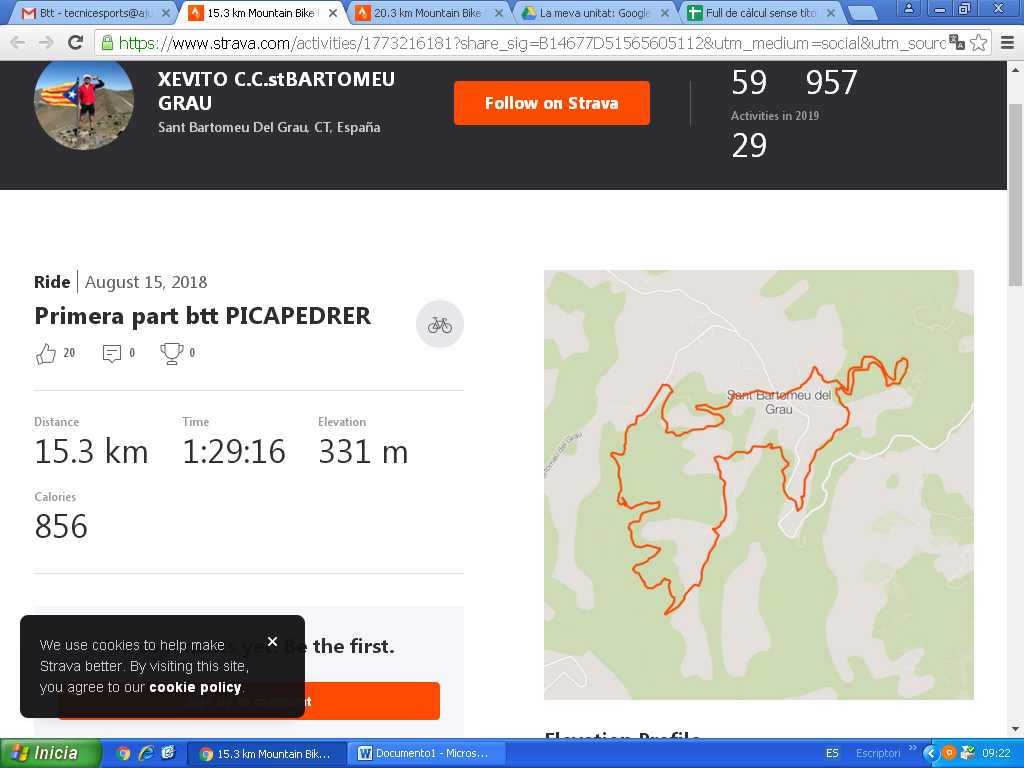 Btt - tecnicesports@aju
15.3 km Mountain Bike
20.3 km Mountain Bike
La meva unitat: Google
Full de càlcul sense títol
https://www.strava.com/activities/1773216181?share_sig=B14677D51565605112&utm_medium=social&utm_sourc
XEVITO C.C.stBARTOMEU
GRAU
Sant Bartomeu Del Grau, CT, España
Follow on Strava
59 957
Activities in 2019
29
Ride August 15, 2018
Primera part btt PICAPEDRER
20 0 0
Distance Time Elevation
15.3 km 1:29:16 331 m
Calories
856
Sant Bartomeu del
Grau
Be the first.
We use cookies to help make
Strava better. By visiting this site,
you agree to our cookie policy.
Sign up to comment
Elevation Profile
Inicia
15.3 km Mountain Bik...
Documento1 - Micros...
ES
Escriptori
09:22